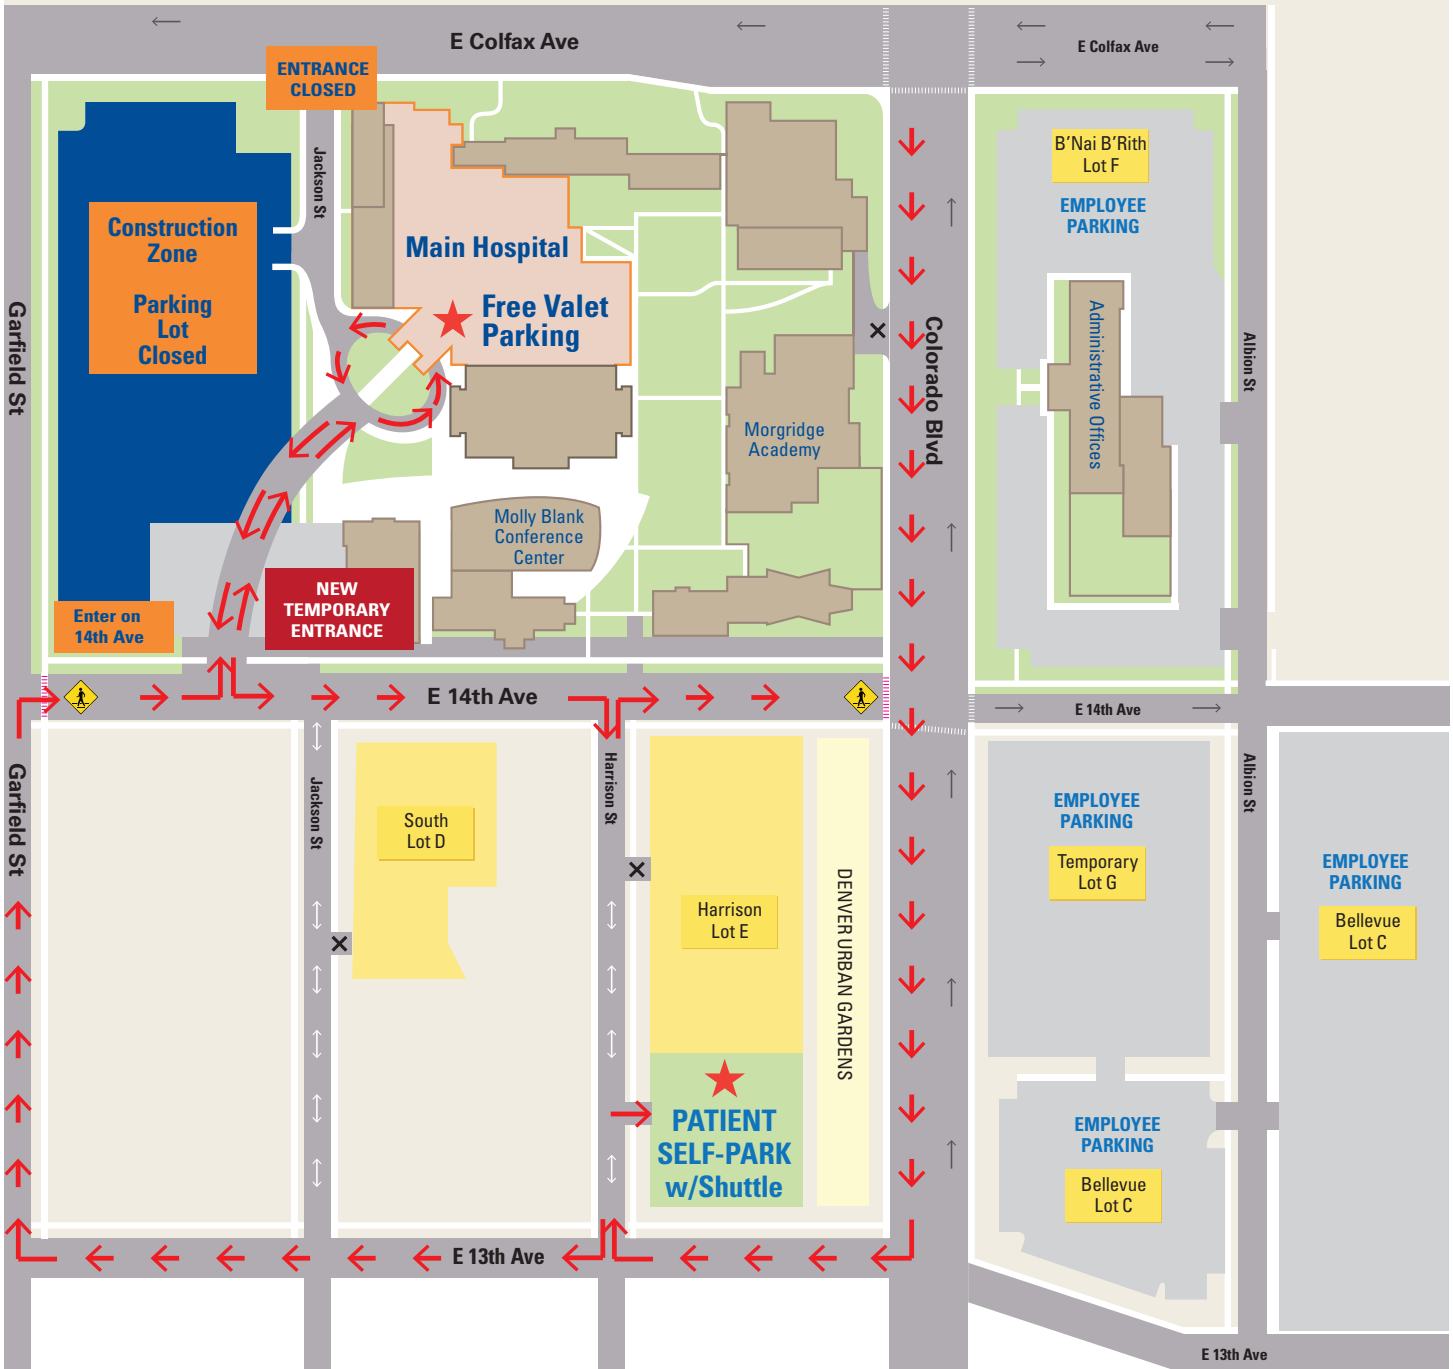 E Colfax Ave
E Colfax Ave
ENTRANCE
CLOSED
Jackson St
B'Nai B'Rith
Lot F
EMPLOYEE
PARKING
Construction
Zone
Parking
Lot
Closed
Main Hospital
Free Valet
Parking
Garfield St
Colorado Blvd
Administrative Offices
Albion St
Morgridge
Academy
Molly Blank
Conference
Center
NEW
TEMPORARY
ENTRANCE
Enter on
14th Ave
E 14th Ave
E 14th Ave
Garfield St
Jackson St
South
Lot D
Harrison St
Harrison
Lot E
DENVER URBAN GARDENS
EMPLOYEE
PARKING
Temporary
Lot G
Albion St
EMPLOYEE
PARKING
Bellevue
Lot C
PATIENT
SELF-PARK
w/Shuttle
EMPLOYEE
PARKING
Bellevue
Lot C
E 13th Ave
E 13th Ave